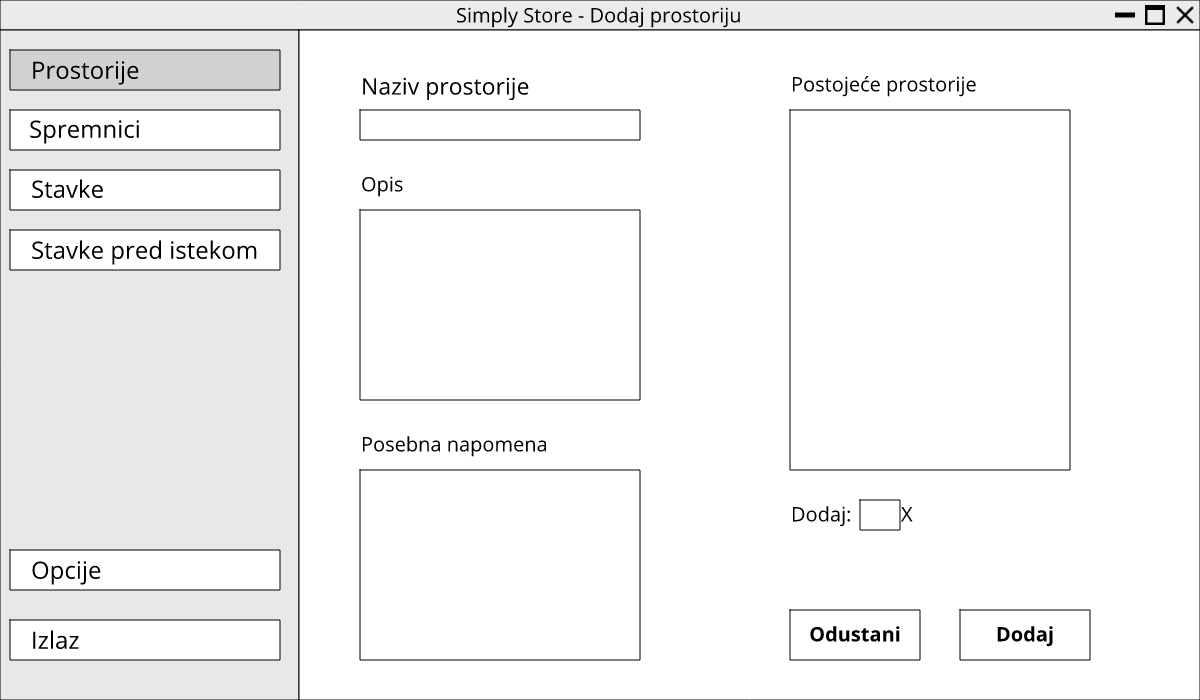 Simply Store - Dodaj prostoriju
Prostorije
Spremnici
Stavke
Stavke pred istekom
Opcije
Izlaz
Naziv prostorije
Opis
Posebna napomena
Postojeće prostorije
Dodaj: X
Odustani
Dodaj